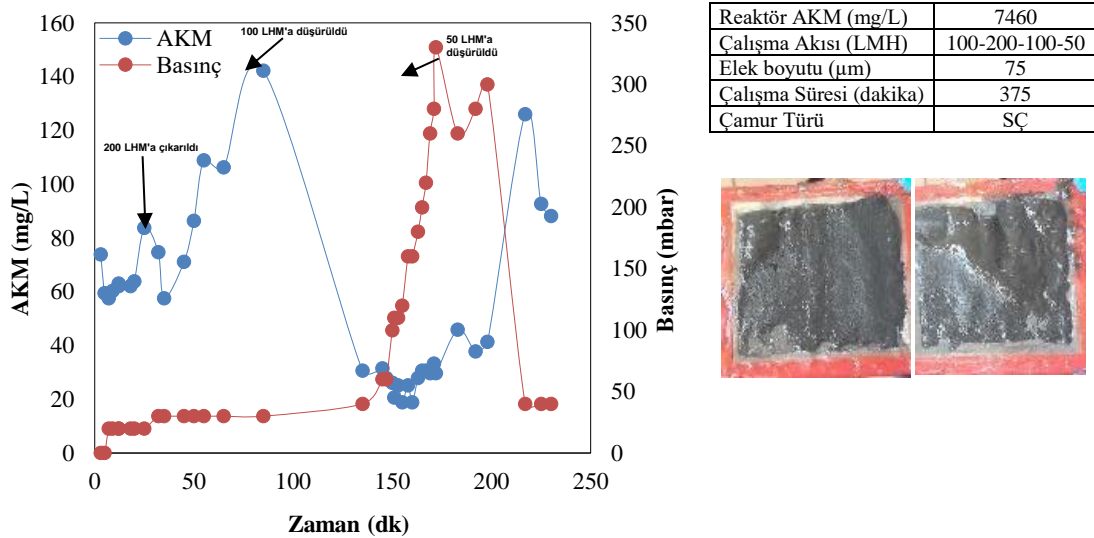 160
140
120
100
80
60
40
20
0
AKM (mg/L)
AKM
Basınç
200 LHM'a çıkarıldı
100 LHM'a düşürüldü
50 LHM'a
düşürüldü
350
300
250
200
150
100
50
0
Basınç (mbar)
0 50 100 150 200 250
Zaman (dk)
Reaktör AKM (mg/L) 7460
Çalışma Akısı (LMH) 100-200-100-50
Elek boyutu (µm) 75
Çalışma Süresi (dakika) 375
Çamur Türü SÇ